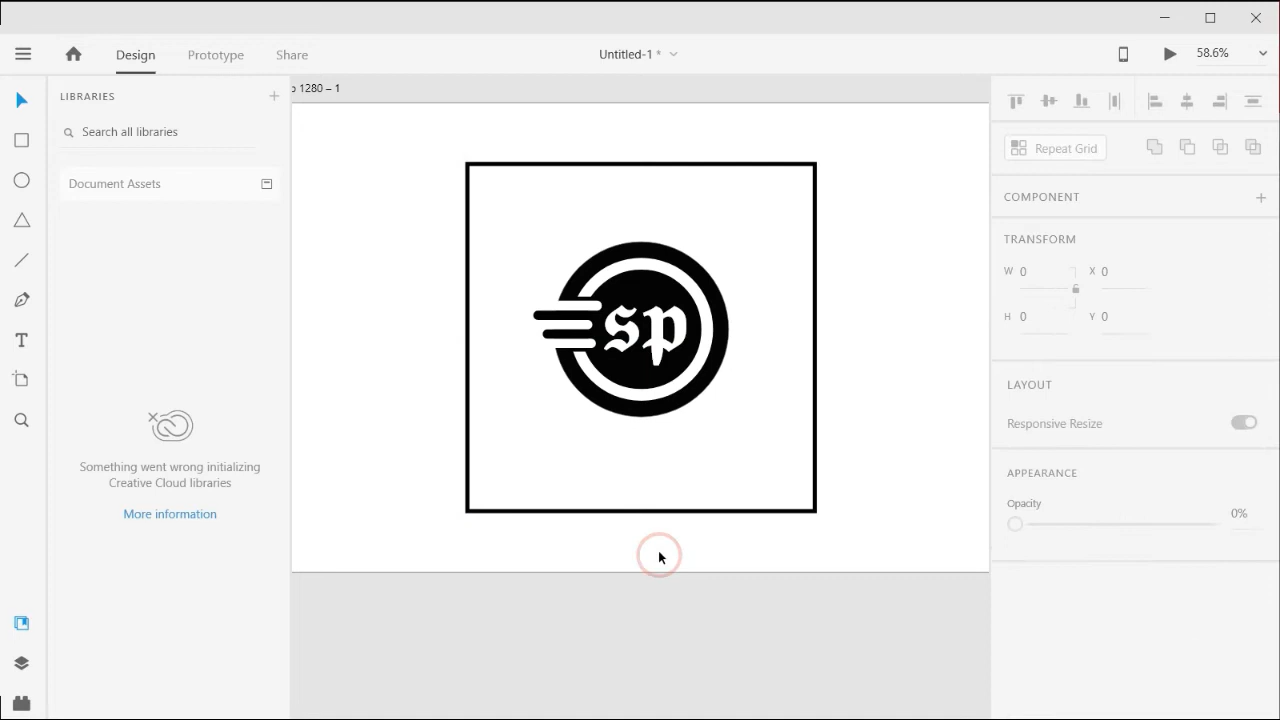 Design
Prototype
Share
Untitled-1 *
58.6%
LIBRARIES
1280 – 1
Search all libraries
Document Assets
Repeat Grid
COMPONENT
TRANSFORM
W 0
X 0
H 0
Y 0
sp
LAYOUT
Responsive Resize
APPEARANCE
Opacity
0%
Something went wrong initializing
Creative Cloud libraries
More information